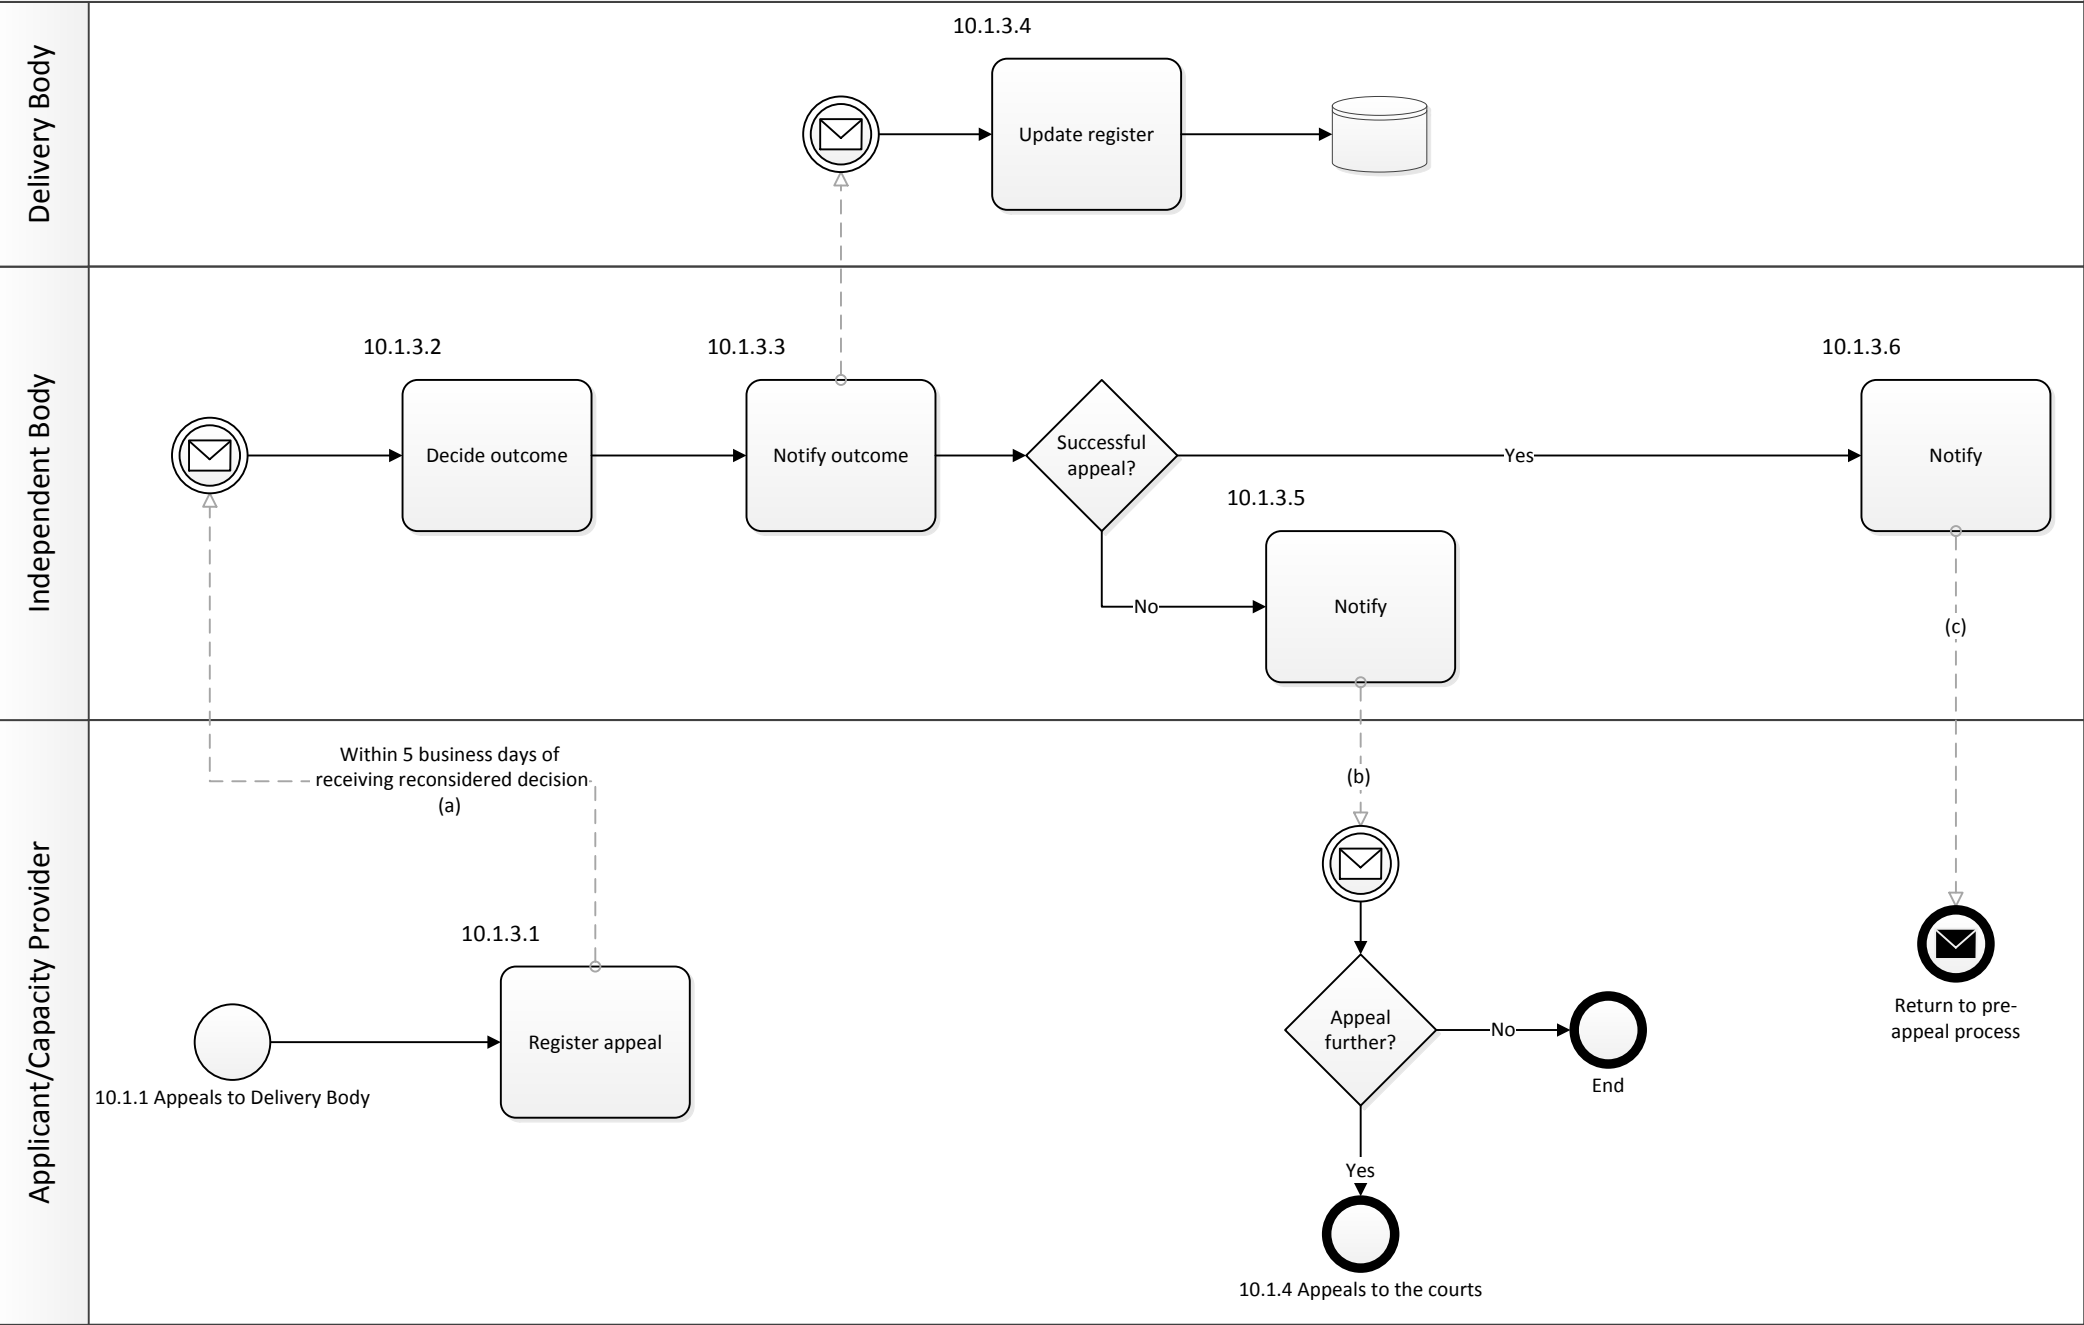 Delivery Body
10.1.3.4
Update register
Independent Body
10.1.3.2
Decide outcome
10.1.3.3
Notify outcome
Successful
appeal?
Yes
10.1.3.6
Notify
(c)
10.1.3.5
No
Notify
(b)
Applicant/Capacity Provider
Within 5 business days of
receiving reconsidered decision
(a)
10.1.3.1
Register appeal
10.1.1 Appeals to Delivery Body
Appeal
further?
No
End
Yes
10.1.4 Appeals to the courts
Return to pre-
appeal process